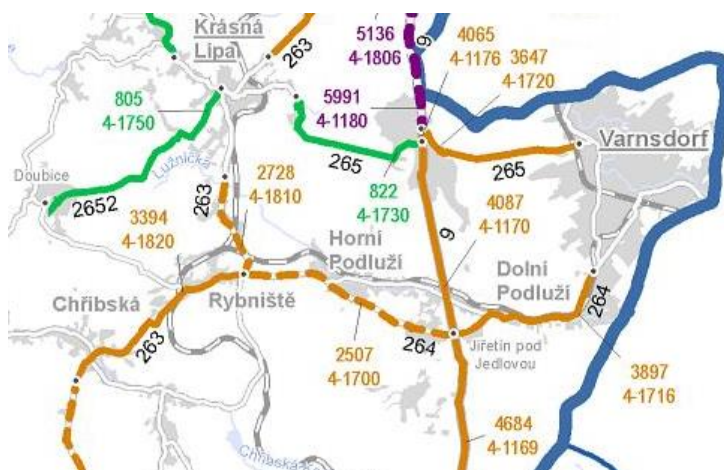 Krásná
Lípa
263
5136
4-1806
9
4065
4-1176
3647
4-1720
805
4-1750
5991
4-1180
Varnsdorf
Lužnička
265
265
Doubice
2652
263
2728
4-1810
822
4-1730
3394
4-1820
4087
4-1170
9
Horní
Podluží
Dolní
Podluží
Chřibská
Rybniště
263
264
264
2507
4-1700
Jiřetín pod
Jedlovou
3897
4-1716
4684
4-1169
Chřibská